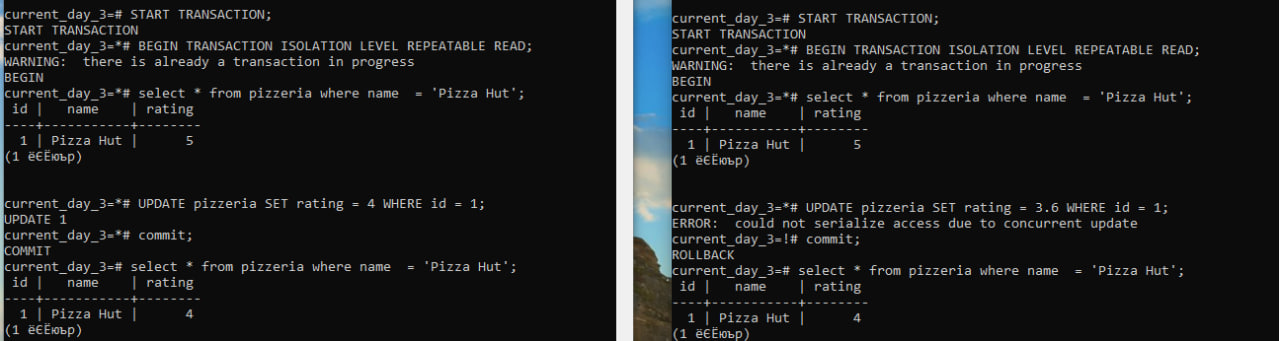 current_day_3=# START TRANSACTION;
START TRANSACTION
current_day_3=*# BEGIN TRANSACTION ISOLATION LEVEL REPEATABLE READ;
WARNING:  there is already a transaction in progress
BEGIN
current_day_3=*# select * from pizzeria where name  = 'Pizza Hut';
 id |   name    | rating
----+-----------+--------
  1 | Pizza Hut |      5
(1 ёЄЁюър)
current_day_3=*# UPDATE pizzeria SET rating = 4 WHERE id = 1;
UPDATE 1
current_day_3=*# commit;
COMMIT
current_day_3=# select * from pizzeria where name  = 'Pizza Hut';
 id |   name    | rating
----+-----------+--------
  1 | Pizza Hut |      4
(1 ёЄЁюър)
current_day_3=# START TRANSACTION;
START TRANSACTION
current_day_3=*# BEGIN TRANSACTION ISOLATION LEVEL REPEATABLE READ;
WARNING:  there is already a transaction in progress
BEGIN
current_day_3=*# select * from pizzeria where name  = 'Pizza Hut';
 id |   name    | rating
----+-----------+--------
  1 | Pizza Hut |      5
(1 ёЄЁюър)
current_day_3=*# UPDATE pizzeria SET rating = 3.6 WHERE id = 1;
ERROR:  could not serialize access due to concurrent update
current_day_3=!# commit;
ROLLBACK
current_day_3=# select * from pizzeria where name  = 'Pizza Hut';
 id |   name    | rating
----+-----------+--------
  1 | Pizza Hut |      4
(1 ёЄЁюър)